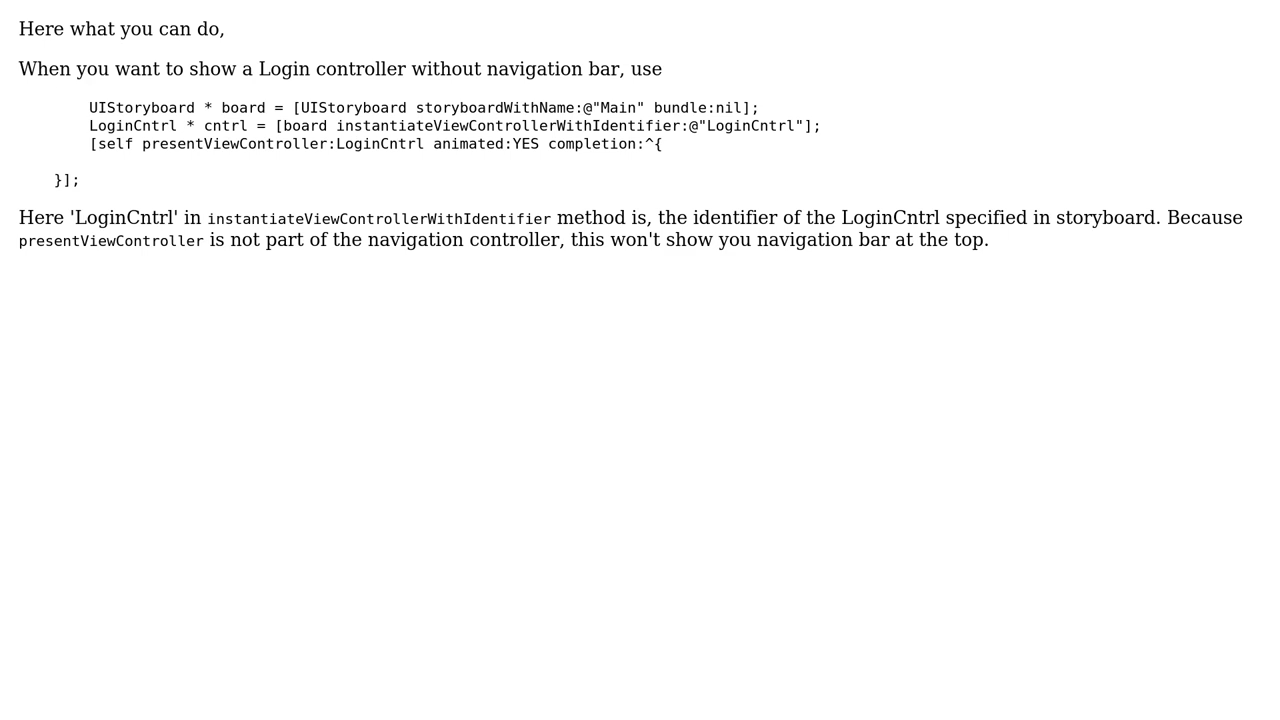 Here what you can do,
When you want to show a Login controller without navigation bar, use
UIStoryboard * board = [UIStoryboard storyboardWithName:@"Main" bundle:nil];
LoginCntrl * cntrl = [board instantiateViewControllerWithIdentifier:@"LoginCntrl"];
[self presentViewController:LoginCntrl animated:YES completion:^{
}];
Here 'LoginCntrl' in instantiateViewControllerWithIdentifier method is, the identifier of the LoginCntrl specified in storyboard. Because
presentViewController is not part of the navigation controller, this won't show you navigation bar at the top.